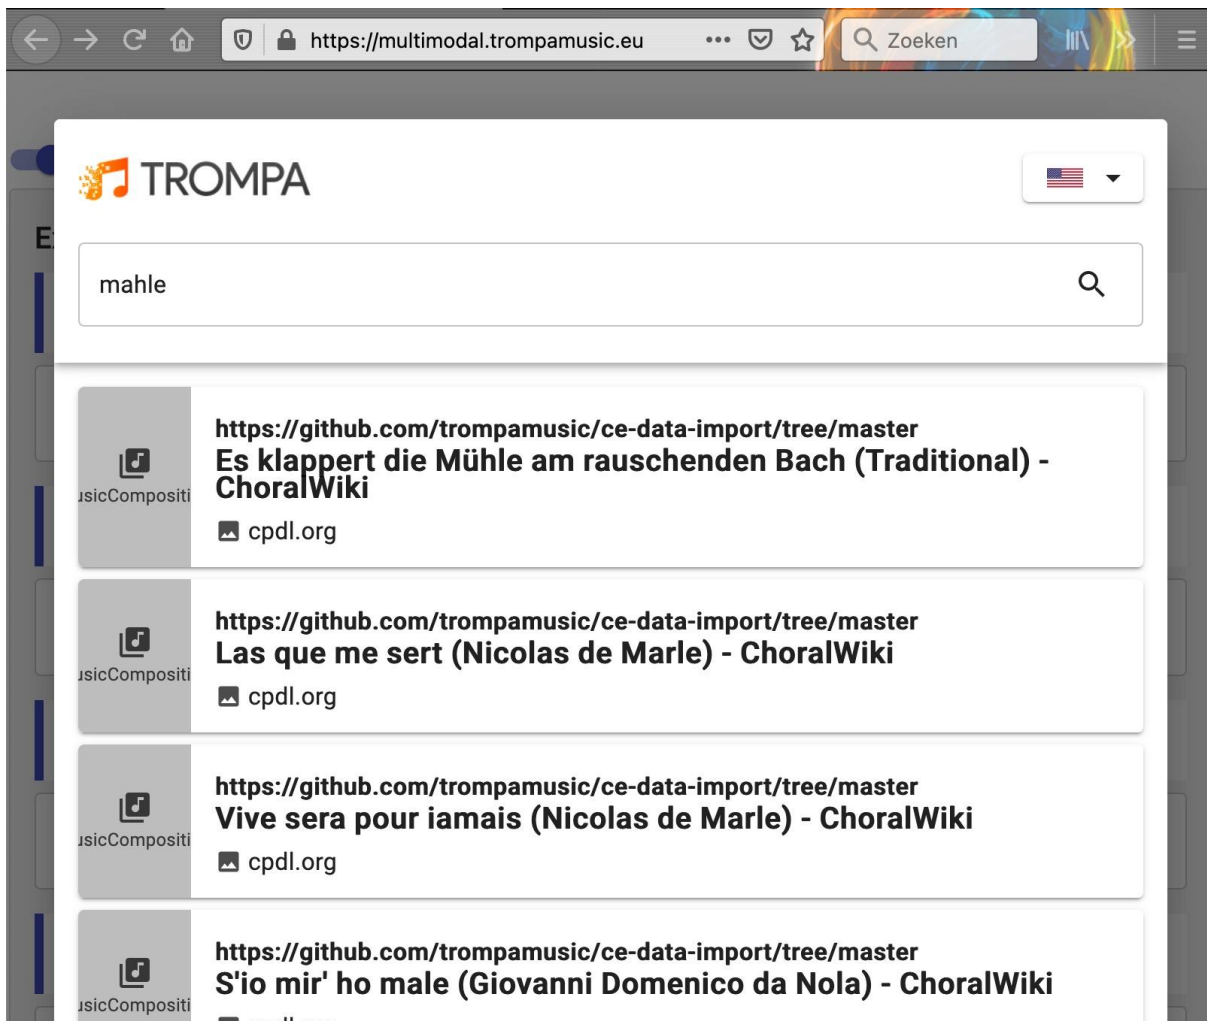 https://multimodal.trompamusic.eu
Zoeken
TROMPA
E
mahle
https://github.com/trompamusic/ce-data-import/tree/master
Es klappert die Mühle am rauschenden Bach (Traditional) -
ChoralWiki
usicCompositi
cpdl.org
https://github.com/trompamusic/ce-data-import/tree/master
Las que me sert (Nicolas de Marle) - ChoralWiki
usicCompositi
cpdl.org
https://github.com/trompamusic/ce-data-import/tree/master
Vive sera pour iamais (Nicolas de Marle) - ChoralWiki
usicCompositi
cpdl.org
https://github.com/trompamusic/ce-data-import/tree/master
S'io mir' ho male (Giovanni Domenico da Nola) - ChoralWiki
usicCompositi